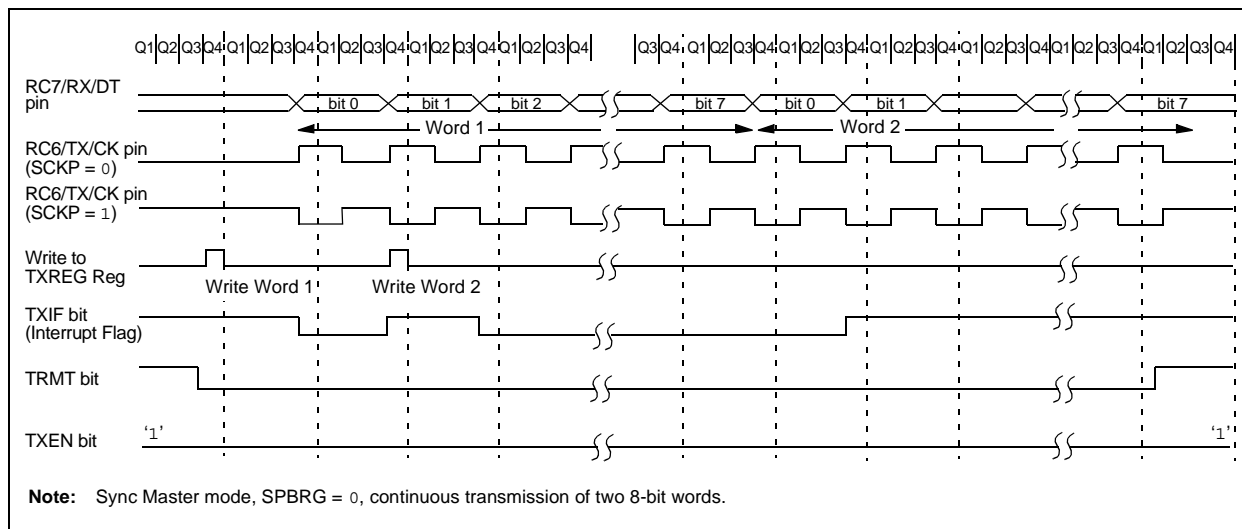 Q1 Q2 Q3 Q4 Q1 Q2 Q3 Q4 Q1 Q2 Q3 Q4 Q1 Q2 Q3 Q4 Q1 Q2 Q3 Q4 Q3 Q4 Q1 Q2 Q3 Q4 Q1 Q2 Q3 Q4 Q1 Q2 Q3 Q4 Q1 Q2 Q3 Q4 Q1 Q2 Q3 Q4 Q1 Q2 Q4
RC7/RX/DT
pin
bit 0 bit 1 bit 2 bit 7 bit 0 bit 1 bit 7
Word 1 Word 2
RC6/TX/CK pin
(SCKP = 0)
RC6/TX/CK pin
(SCKP = 1)
Write to
TXREG Reg
Write Word 1 Write Word 2
TXIF bit
(Interrupt Flag)
TRMT bit
TXEN bit
‘1’ ‘1’
Note: Sync Master mode, SPBRG = 0, continuous transmission of two 8-bit words.